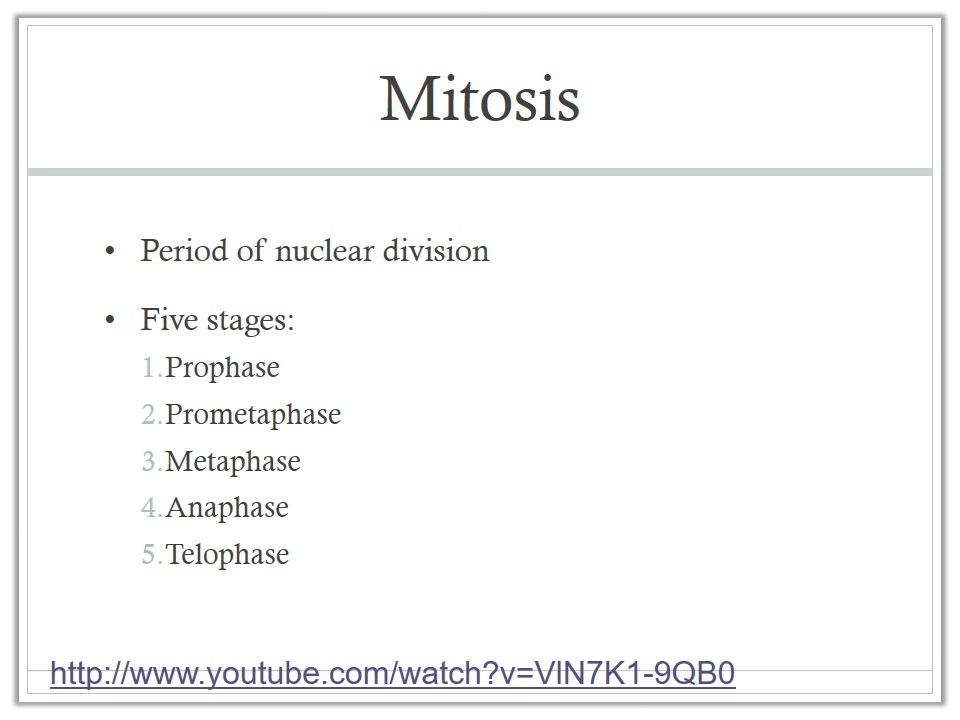 Mitosis
• Period of nuclear division
• Five stages:
1.Prophase
2.Prometaphase
3.Metaphase
4.Anaphase
5.Telophase
http://www.youtube.com/watch?v=VlN7K1-9QB0